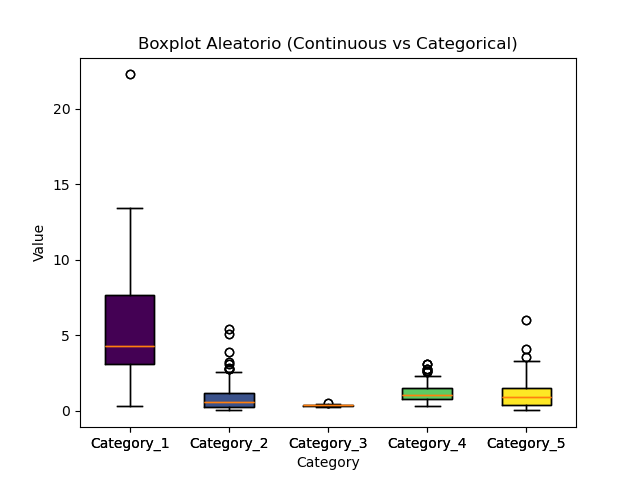 Boxplot Aleatorio (Continuous vs Categorical)
20
15
10
5
0
Value
Category_1 Category_2 Category_3 Category_4 Category_5
Category